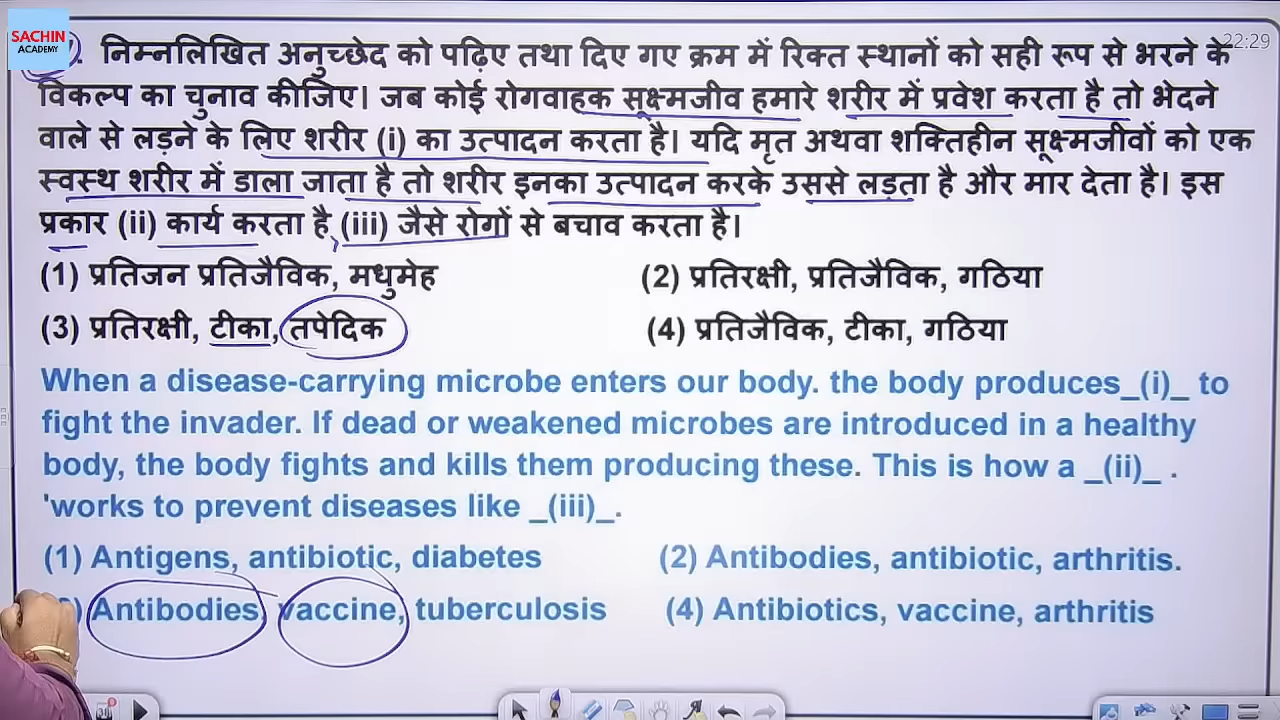 SACHIN
ACADEMY
22:29
निम्नलिखित अनुच्छेद को पढ़िए तथा दिए गए क्रम में रिक्त स्थानों को सही रूप से भरने के
विकल्प का चुनाव कीजिए। जब कोई रोगवाहक सूक्ष्मजीव हमारे शरीर में प्रवेश करता है तो भेदने
वाले से लड़ने के लिए शरीर (i) का उत्पादन करता है। यदि मृत अथवा शक्तिहीन सूक्ष्मजीवों को एक
स्वस्थ शरीर में डाला जाता है तो शरीर इनका उत्पादन करके उससे लड़ता है और मार देता है। इस
प्रकार (ii) कार्य करता है, (iii) जैसे रोगों से बचाव करता है।
(1) प्रतिजन प्रतिजैविक, मधुमेह (2) प्रतिरक्षी, प्रतिजैविक, गठिया
(3) प्रतिरक्षी, टीका, तपेदिक (4) प्रतिजैविक, टीका, गठिया
When a disease-carrying microbe enters our body. the body produces_(i)_ to
fight the invader. If dead or weakened microbes are introduced in a healthy
body, the body fights and kills them producing these. This is how a _(ii)_ .
'works to prevent diseases like _(iii)_.
(1) Antigens, antibiotic, diabetes (2) Antibodies, antibiotic, arthritis.
) Antibodies, vaccine, tuberculosis (4) Antibiotics, vaccine, arthritis